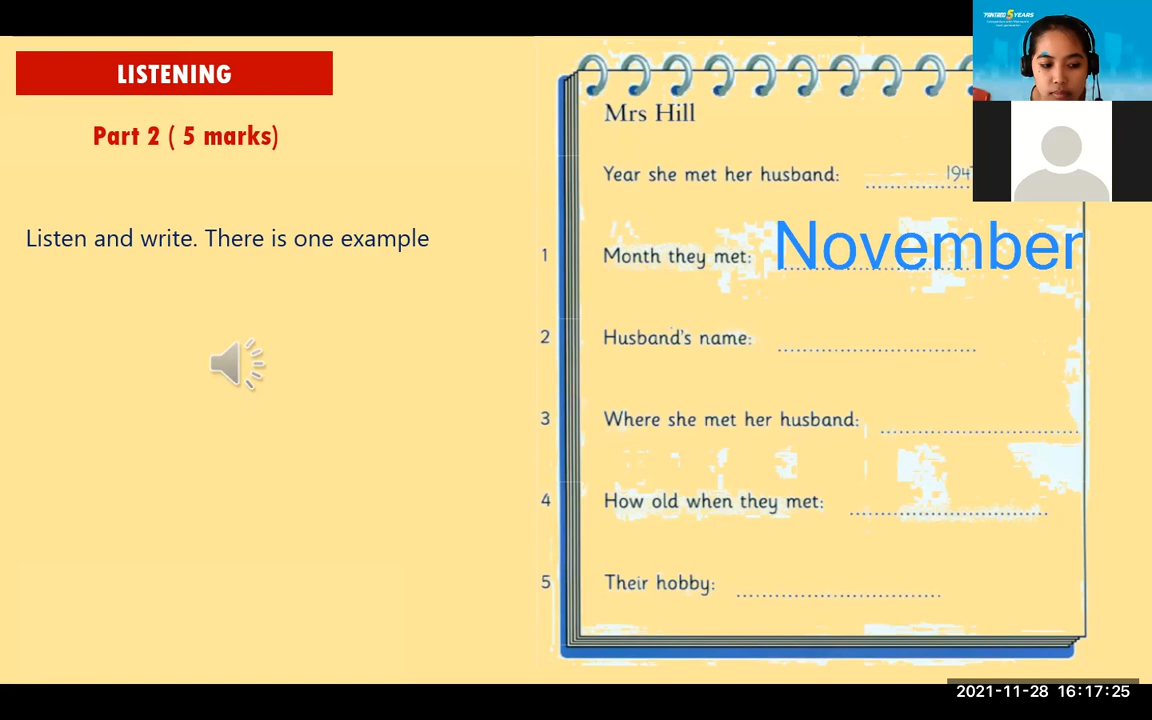 5 YEARS
LISTENING
Part 2 ( 5 marks)
Listen and write. There is one example
Mrs Hill
Year she met her husband:
1 Month they met: November
2 Husband's name:
3 Where she met her husband:
4 How old when they met:
5 Their hobby:
2021-11-28 16:17:25